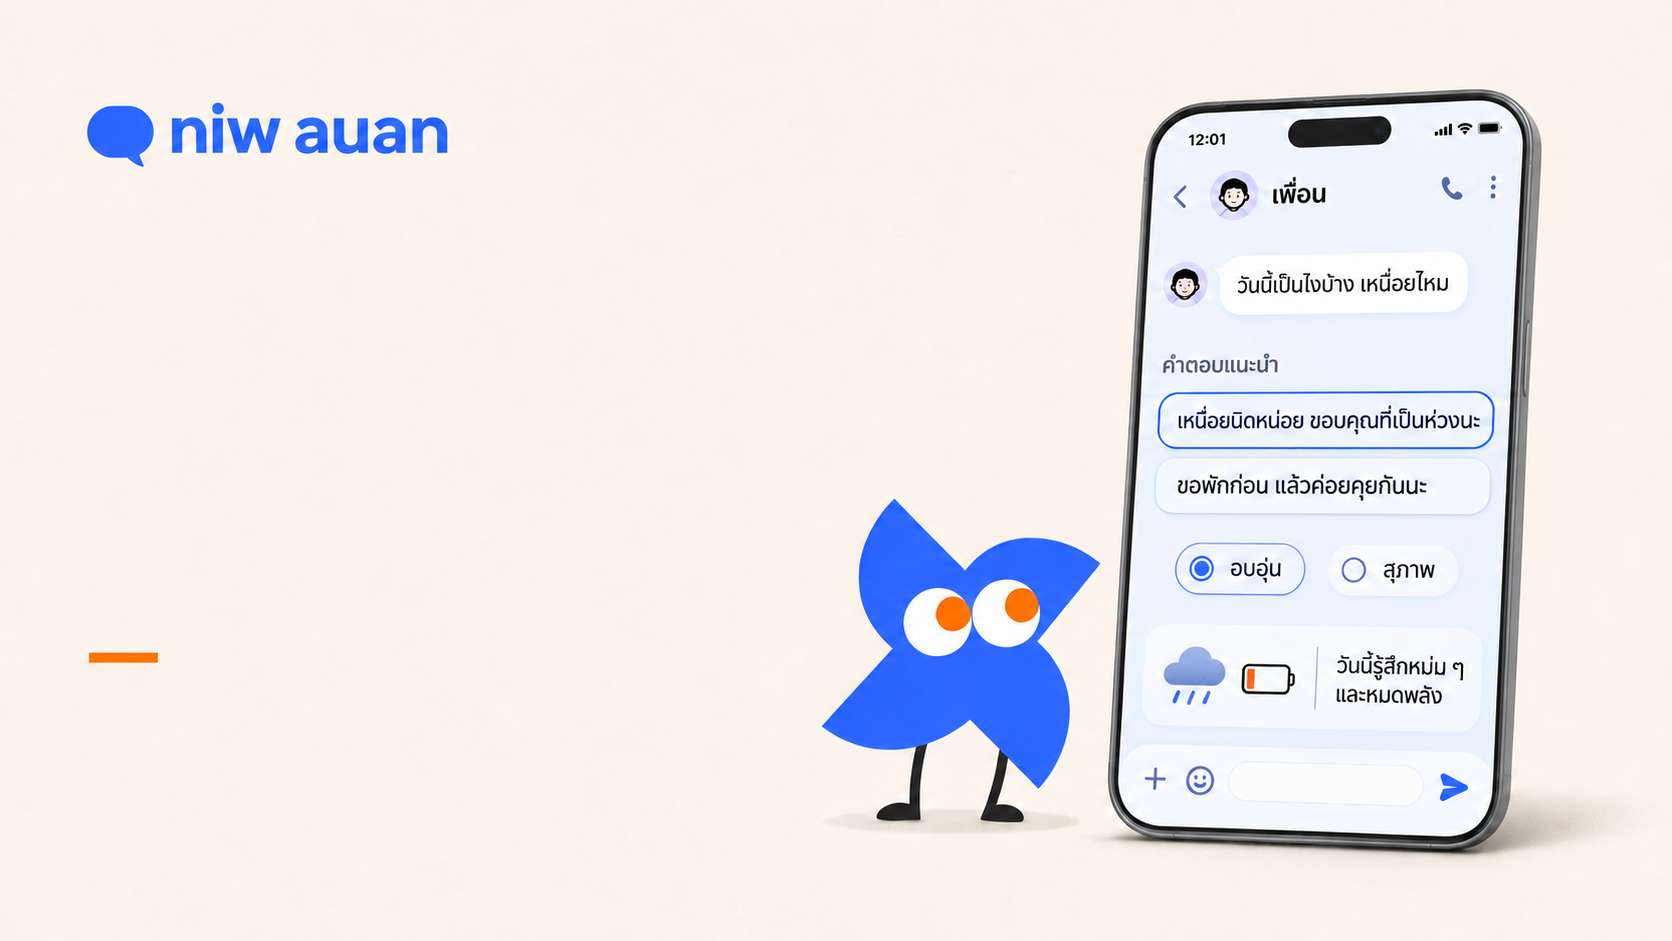 niw auan
12:01
เพื่อน
วันนี้เป็นไงบ้าง เหนื่อยไหม
คำตอบแนะนำ
เหนื่อยนิดหน่อย ขอบคุณที่เป็นห่วงนะ
ขอพักก่อน แล้วค่อยคุยกันนะ
อบอุ่น
สุภาพ
วันนี้รู้สึกหม่น ๆ
และหมดพลัง